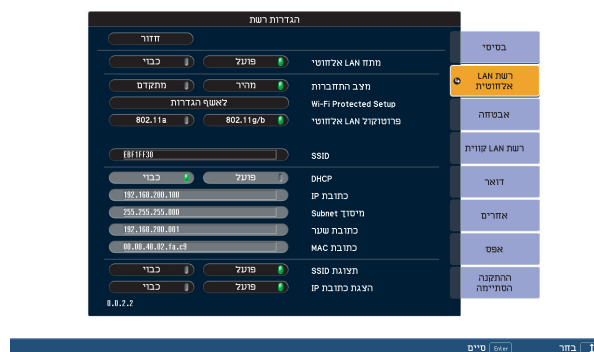 הגדרות רשת
חזור
מתח LAN אלחוטי פועל כבוי
מצב התחברות מהיר מתקדם
Wi-Fi Protected Setup לאשף הגדרות
פרוטוקול LAN אלחוטי 802.11g/b 802.11a
SSID EBF1FF30
DHCP פועל כבוי
כתובת IP 192.168.200.100
מיסוך Subnet 255.255.255.000
כתובת שער 192.168.200.001
כתובת MAC 00.00.48.02.fa.c9
תצוגת SSID פועל כבוי
הצגת כתובת IP פועל כבוי
0.0.2.2
בסיסי
רשת LAN
אלחוטית
אבטחה
רשת LAN קווית
דואר
אחרים
אפס
ההתקנה
הסתיימה
בחר Enter סיים